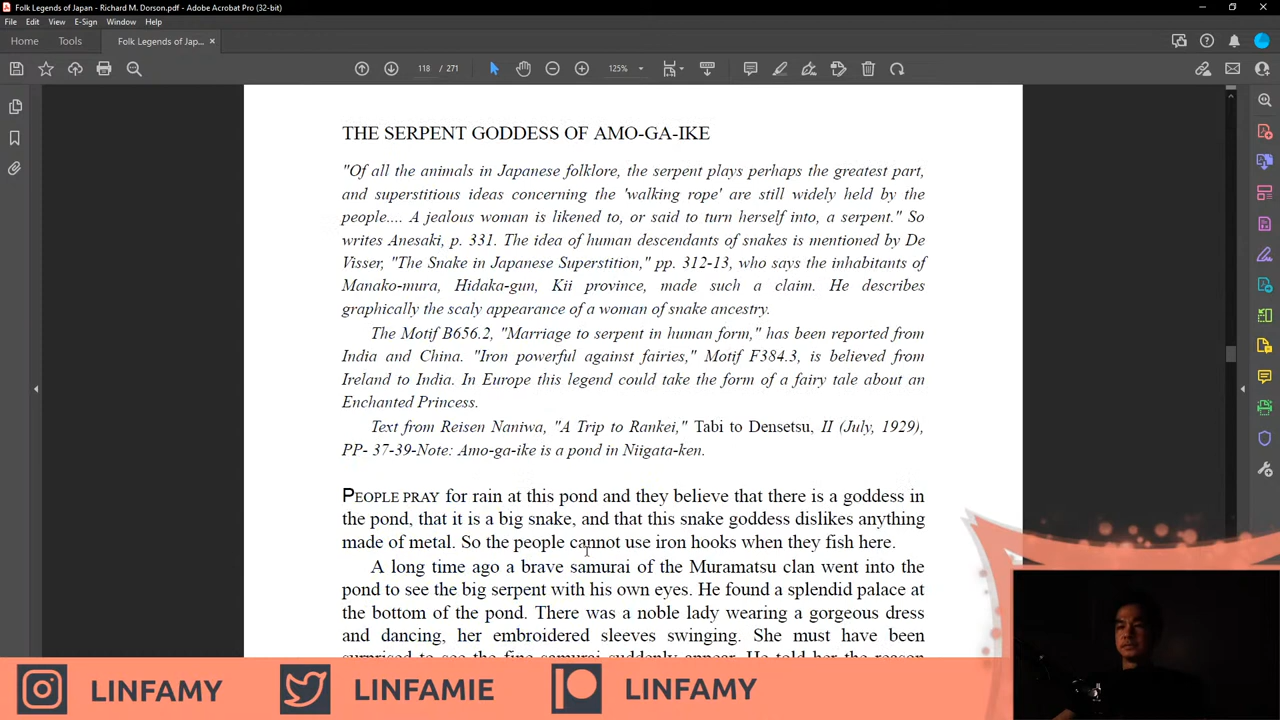 Folk Legends of Japan - Richard M. Dorson.pdf - Adobe Acrobat Pro (32-bit)
File Edit View E-Sign Window Help
Home Tools Folk Legends of Jap... ×
118 / 271 125%
THE SERPENT GODDESS OF AMO-GA-IKE
"Of all the animals in Japanese folklore, the serpent plays perhaps the greatest part,
and superstitious ideas concerning the 'walking rope' are still widely held by the
people.... A jealous woman is likened to, or said to turn herself into, a serpent." So
writes Anesaki, p. 331. The idea of human descendants of snakes is mentioned by De
Visser, "The Snake in Japanese Superstition," pp. 312-13, who says the inhabitants of
Manako-mura, Hidaka-gun, Kii province, made such a claim. He describes
graphically the scaly appearance of a woman of snake ancestry.
The Motif B656.2, "Marriage to serpent in human form," has been reported from
India and China. "Iron powerful against fairies," Motif F384.3, is believed from
Ireland to India. In Europe this legend could take the form of a fairy tale about an
Enchanted Princess.
Text from Reisen Naniwa, "A Trip to Rankei," Tabi to Densetsu, II (July, 1929),
PP- 37-39-Note: Amo-ga-ike is a pond in Niigata-ken.
PEOPLE PRAY for rain at this pond and they believe that there is a goddess in
the pond, that it is a big snake, and that this snake goddess dislikes anything
made of metal. So the people cannot use iron hooks when they fish here.
A long time ago a brave samurai of the Muramatsu clan went into the
pond to see the big serpent with his own eyes. He found a splendid palace at
the bottom of the pond. There was a noble lady wearing a gorgeous dress
and dancing, her embroidered sleeves swinging. She must have been
surprised to see the fine samurai suddenly appear. He told her the reason
LINFAMY LINFAMIE LINFAMY